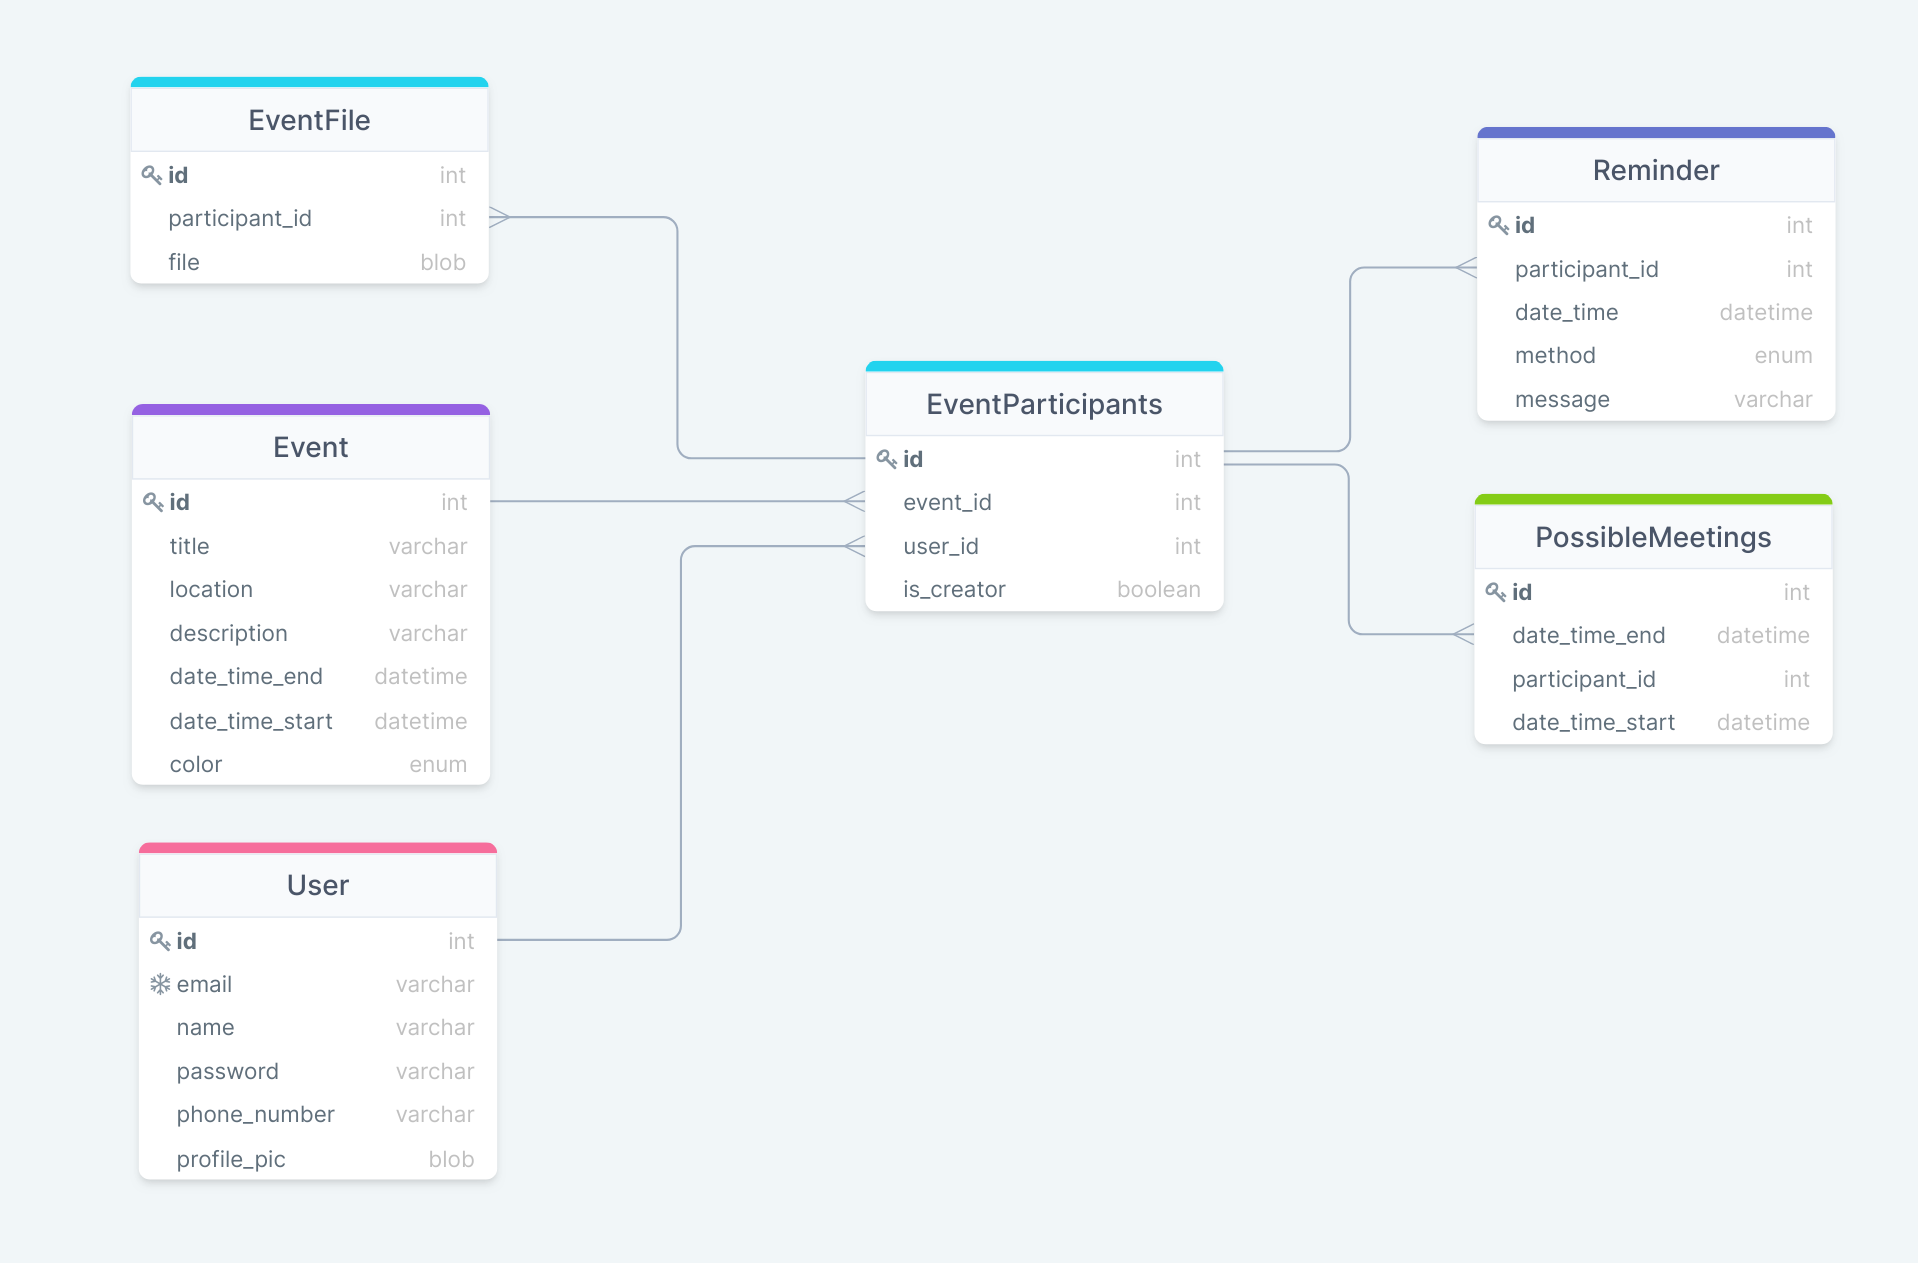 EventFile
id int
participant_id int
file blob
Event
id int
title varchar
location varchar
description varchar
date_time_end datetime
date_time_start datetime
color enum
User
id int
email varchar
name varchar
password varchar
phone_number varchar
profile_pic blob
EventParticipants
id int
event_id int
user_id int
is_creator boolean
Reminder
id int
participant_id int
date_time datetime
method enum
message varchar
PossibleMeetings
id int
date_time_end datetime
participant_id int
date_time_start datetime